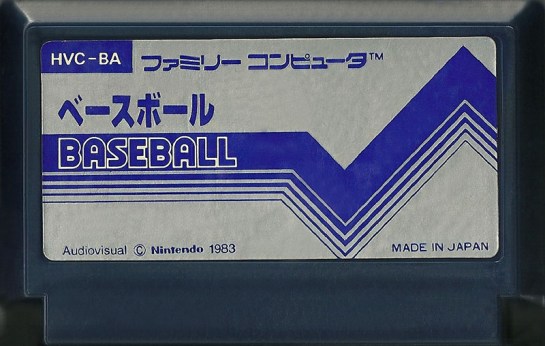 HVC-BA ファミリー コンピュータ™
ベースボール
BASEBALL
Audiovisual © Nintendo 1983
MADE IN JAPAN